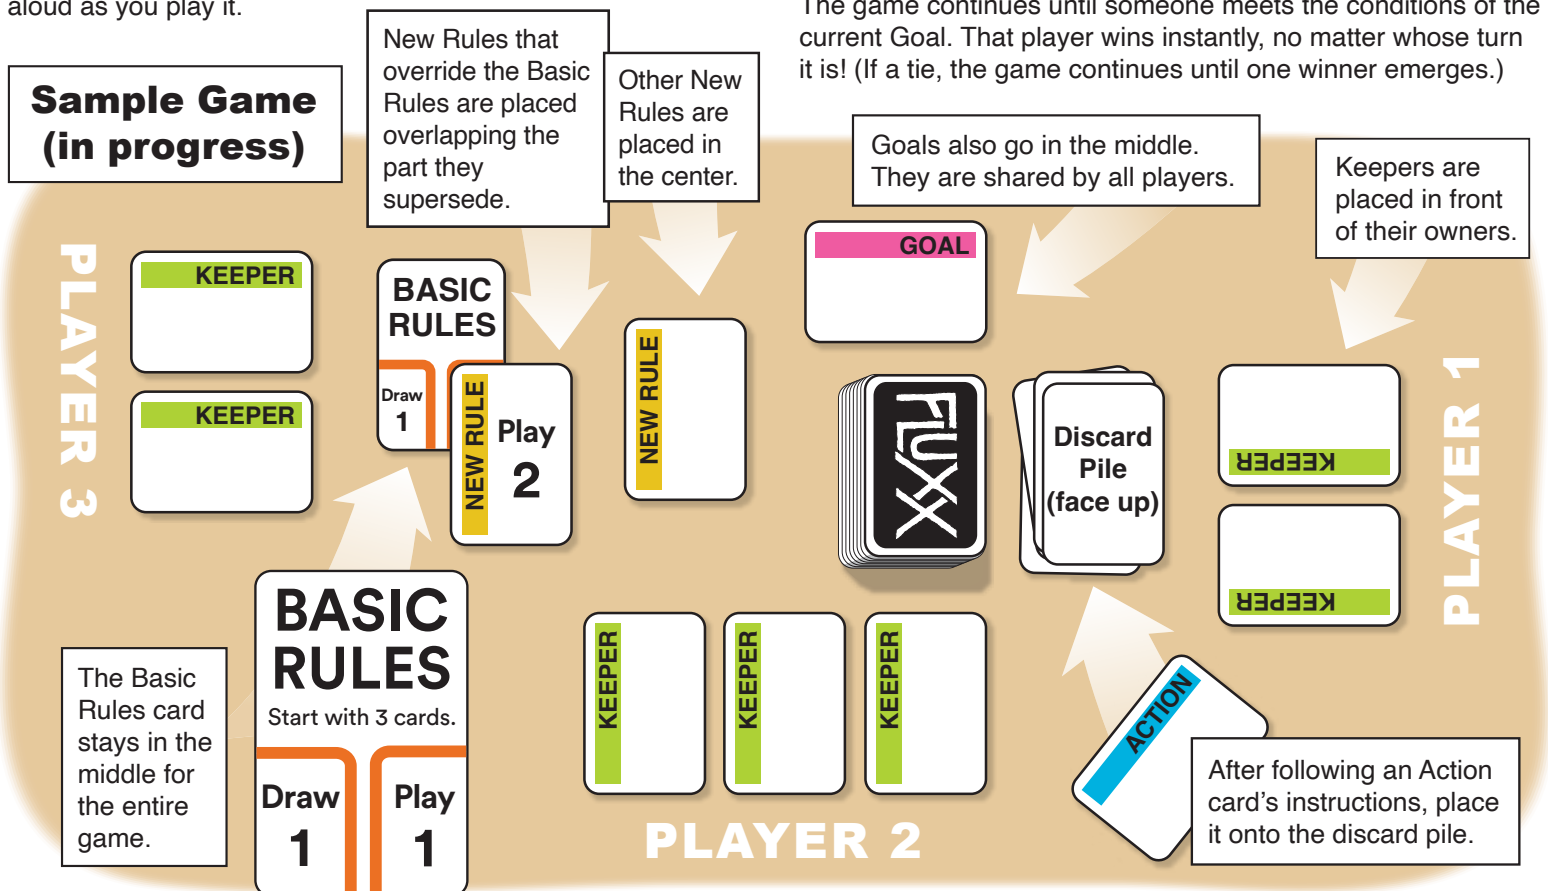 aloud as you play it.
The game continues until someone meets the conditions of the
current Goal. That player wins instantly, no matter whose turn
it is! (If a tie, the game continues until one winner emerges.)
Sample Game
(in progress)
New Rules that
override the Basic
Rules are placed
overlapping the
part they
supersede.
Other New
Rules are
placed in
the center.
Goals also go in the middle.
They are shared by all players.
Keepers are
placed in front
of their owners.
PLAYER 3
KEEPER
KEEPER
BASIC
RULES
Draw
1
NEW RULE
Play
2
NEW RULE
GOAL
FLUXX
Discard
Pile
(face up)
KEEPER
KEEPER
PLAYER 1
The Basic
Rules card
stays in the
middle for
the entire
game.
BASIC
RULES
Start with 3 cards.
Draw
1
Play
1
KEEPER
KEEPER
KEEPER
PLAYER 2
ACTION
After following an Action
card's instructions, place
it onto the discard pile.